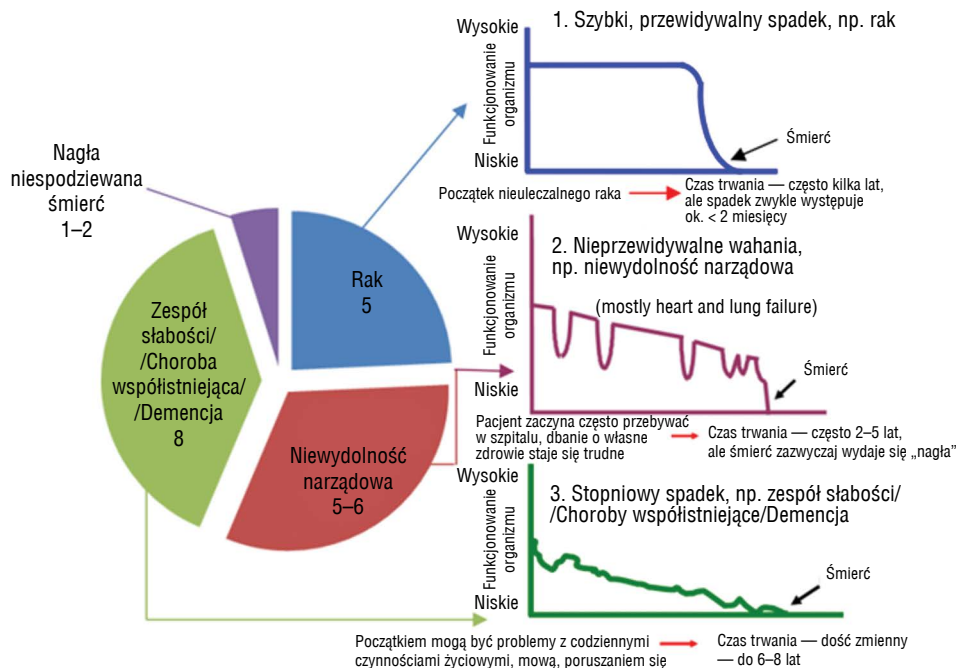 Nagła
niespodziewana
śmierć
1–2
Rak
5
Zespół
słabości/
/Choroba
współistniejąca/
/Demencja
8
Niewydolność
narządowa
5–6
1. Szybki, przewidywalny spadek, np. rak
Wysokie
Funkcjonowanie
organizmu
Niskie
Śmierć
Początek nieuleczalnego raka
Czas trwania — często kilka lat,
ale spadek zwykle występuje
ok. < 2 miesięcy
2. Nieprzewidywalne wahania,
np. niewydolność narządowa
(mostly heart and lung failure)
Wysokie
Funkcjonowanie
organizmu
Niskie
Śmierć
Pacjent zaczyna często przebywać
w szpitalu, dbanie o własne
zdrowie staje się trudne
Czas trwania — często 2–5 lat,
ale śmierć zazwyczaj wydaje się „nagła”
3. Stopniowy spadek, np. zespół słabości/
/Choroby współistniejące/Demencja
Wysokie
Funkcjonowanie
organizmu
Niskie
Śmierć
Początkiem mogą być problemy z codziennymi
czynnościami życiowymi, mową, poruszaniem się
Czas trwania — dość zmienny
— do 6–8 lat